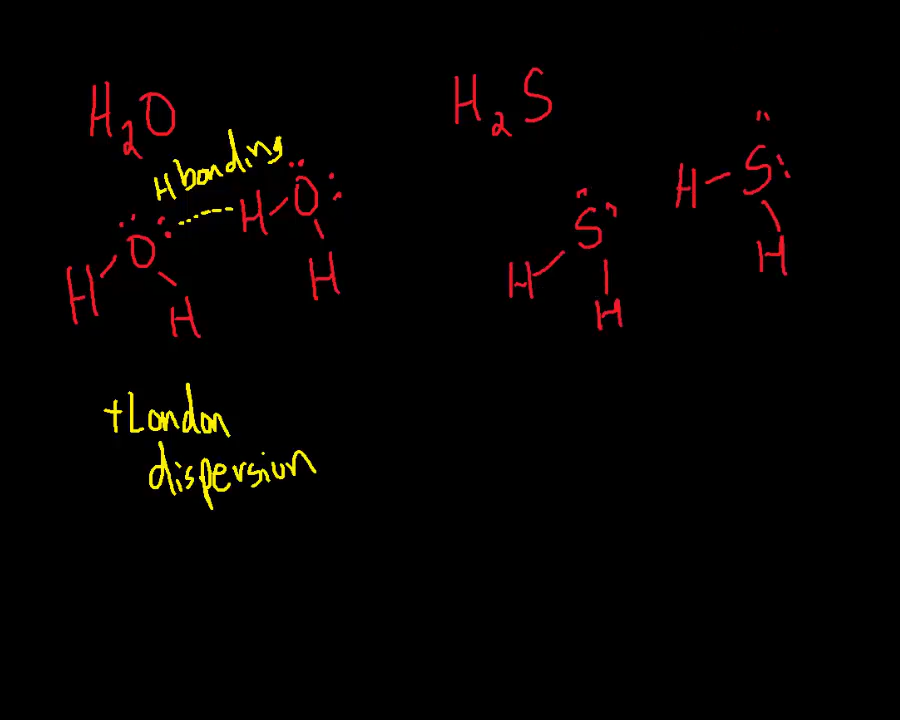 H2O
H2S
H bonding
H-O: H
H-O: H
H-S: H
H-S: H
+London
dispersion